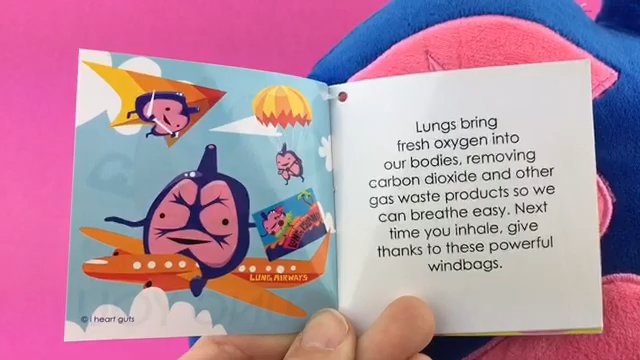 LUNG AIRWAYS
© i heart guts
Lungs bring
fresh oxygen into
our bodies, removing
carbon dioxide and other
gas waste products so we
can breathe easy. Next
time you inhale, give
thanks to these powerful
windbags.